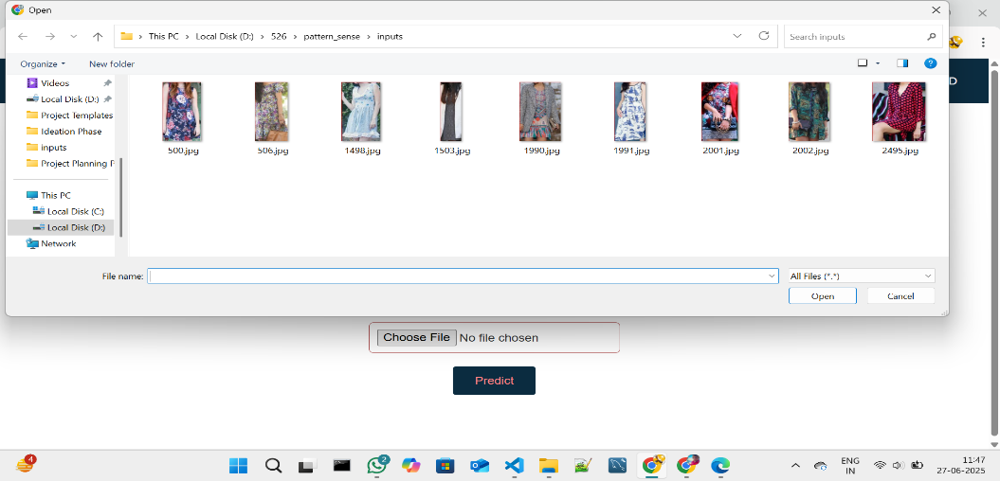 Open
This PC
Local Disk (D:)
526
pattern_sense
inputs
Search inputs
Organize
New folder
Videos
Local Disk (D:)
Project Templates
Ideation Phase
inputs
Project Planning P
This PC
Local Disk (C:)
Local Disk (D:)
Network
500.jpg
506.jpg
1498.jpg
1503.jpg
1990.jpg
1991.jpg
2001.jpg
2002.jpg
2495.jpg
D
File name:
All Files (*.*)
Open
Cancel
Choose File No file chosen
Predict
4
2
ENG
IN
11:47
27-06-2025